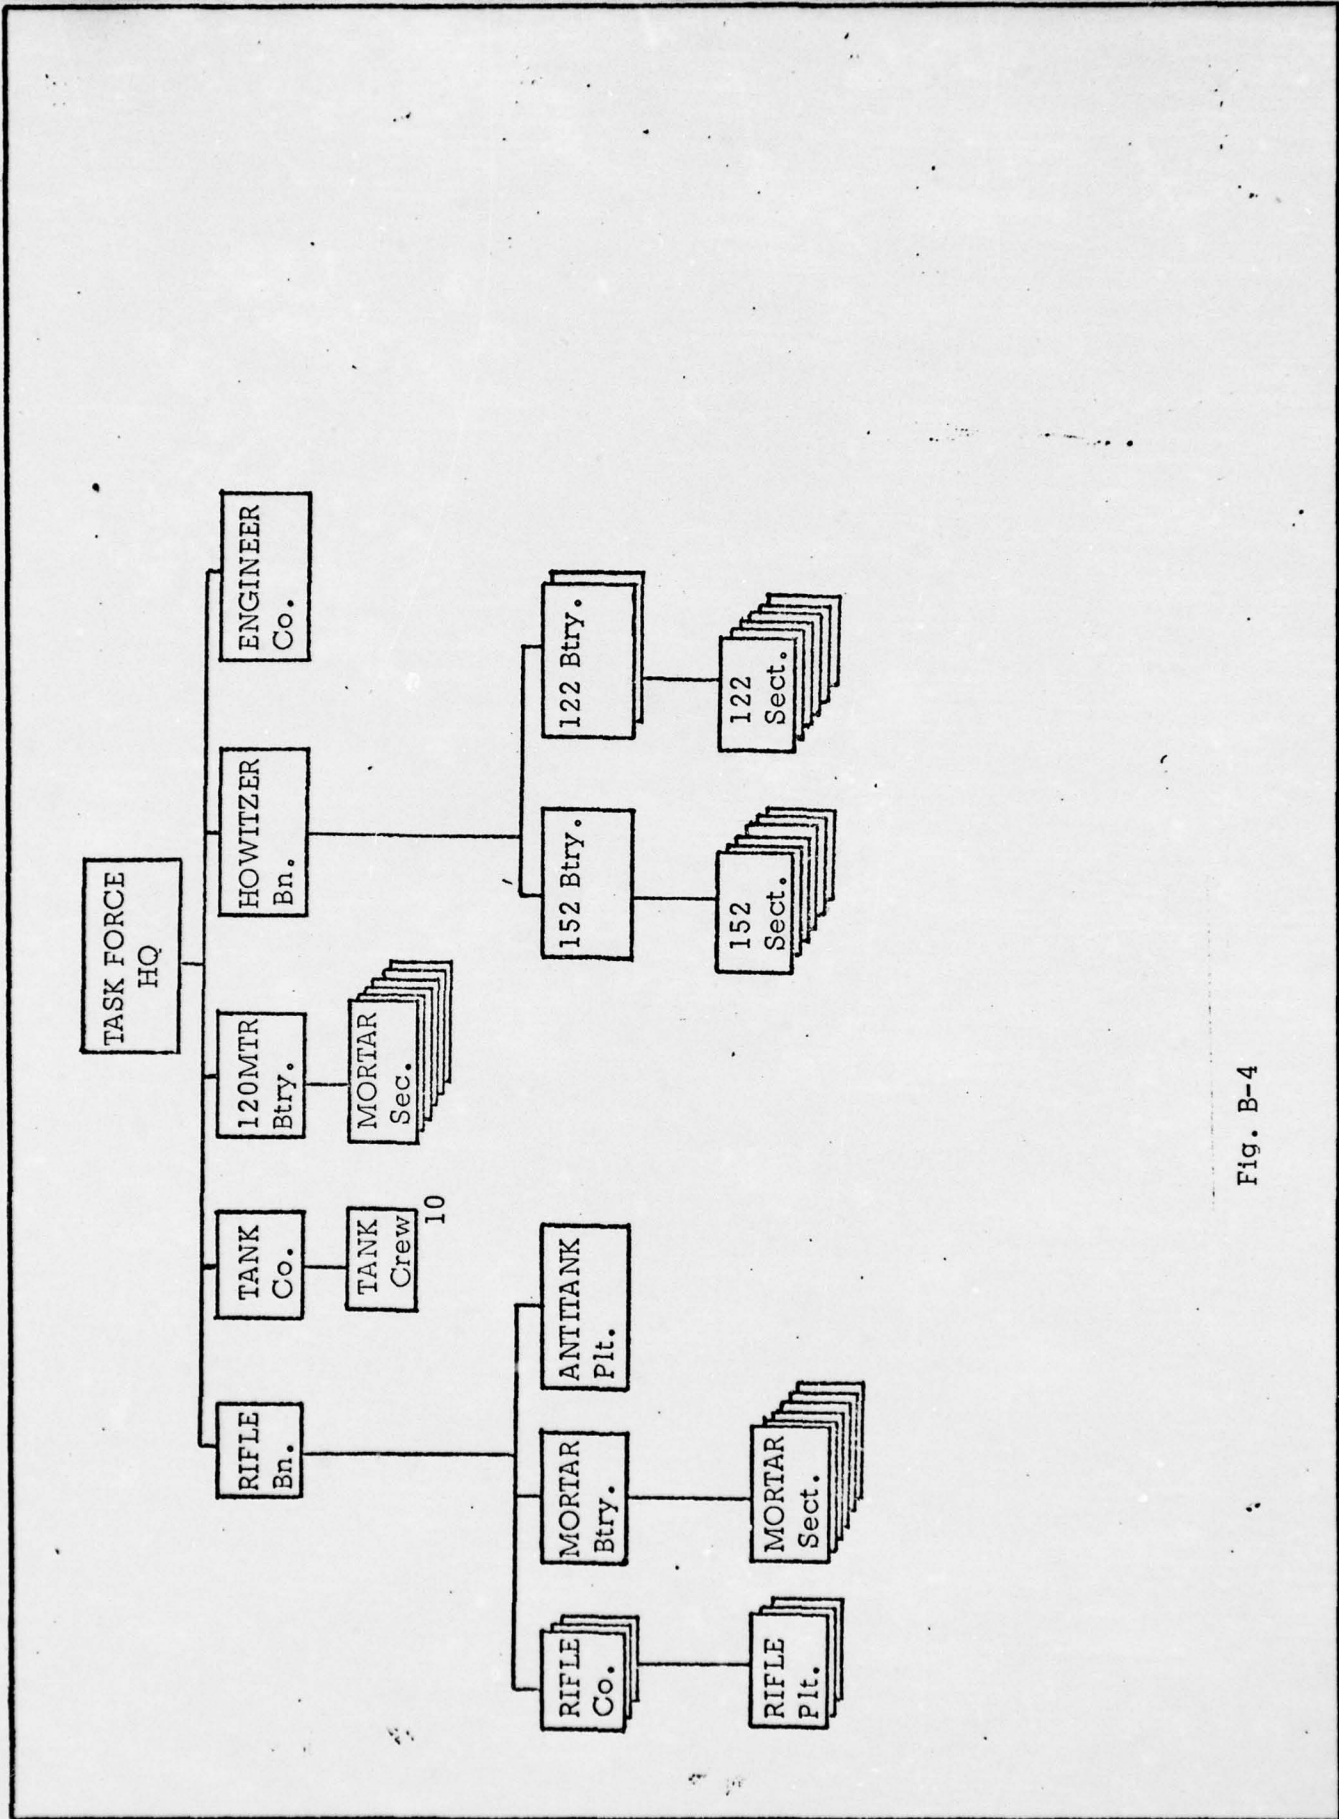 TASK FORCE
HQ
RIFLE
Bn.
TANK
Co.
120MTR
Btry.
HOWITZER
Bn.
ENGINEER
Co.
TANK
Crew
10
MORTAR
Sec.
RIFLE
Co.
MORTAR
Btry.
ANTITANK
Plt.
152 Btry.
122 Btry.
RIFLE
Plt.
MORTAR
Sect.
152
Sect.
122
Sect.
Fig. B-4